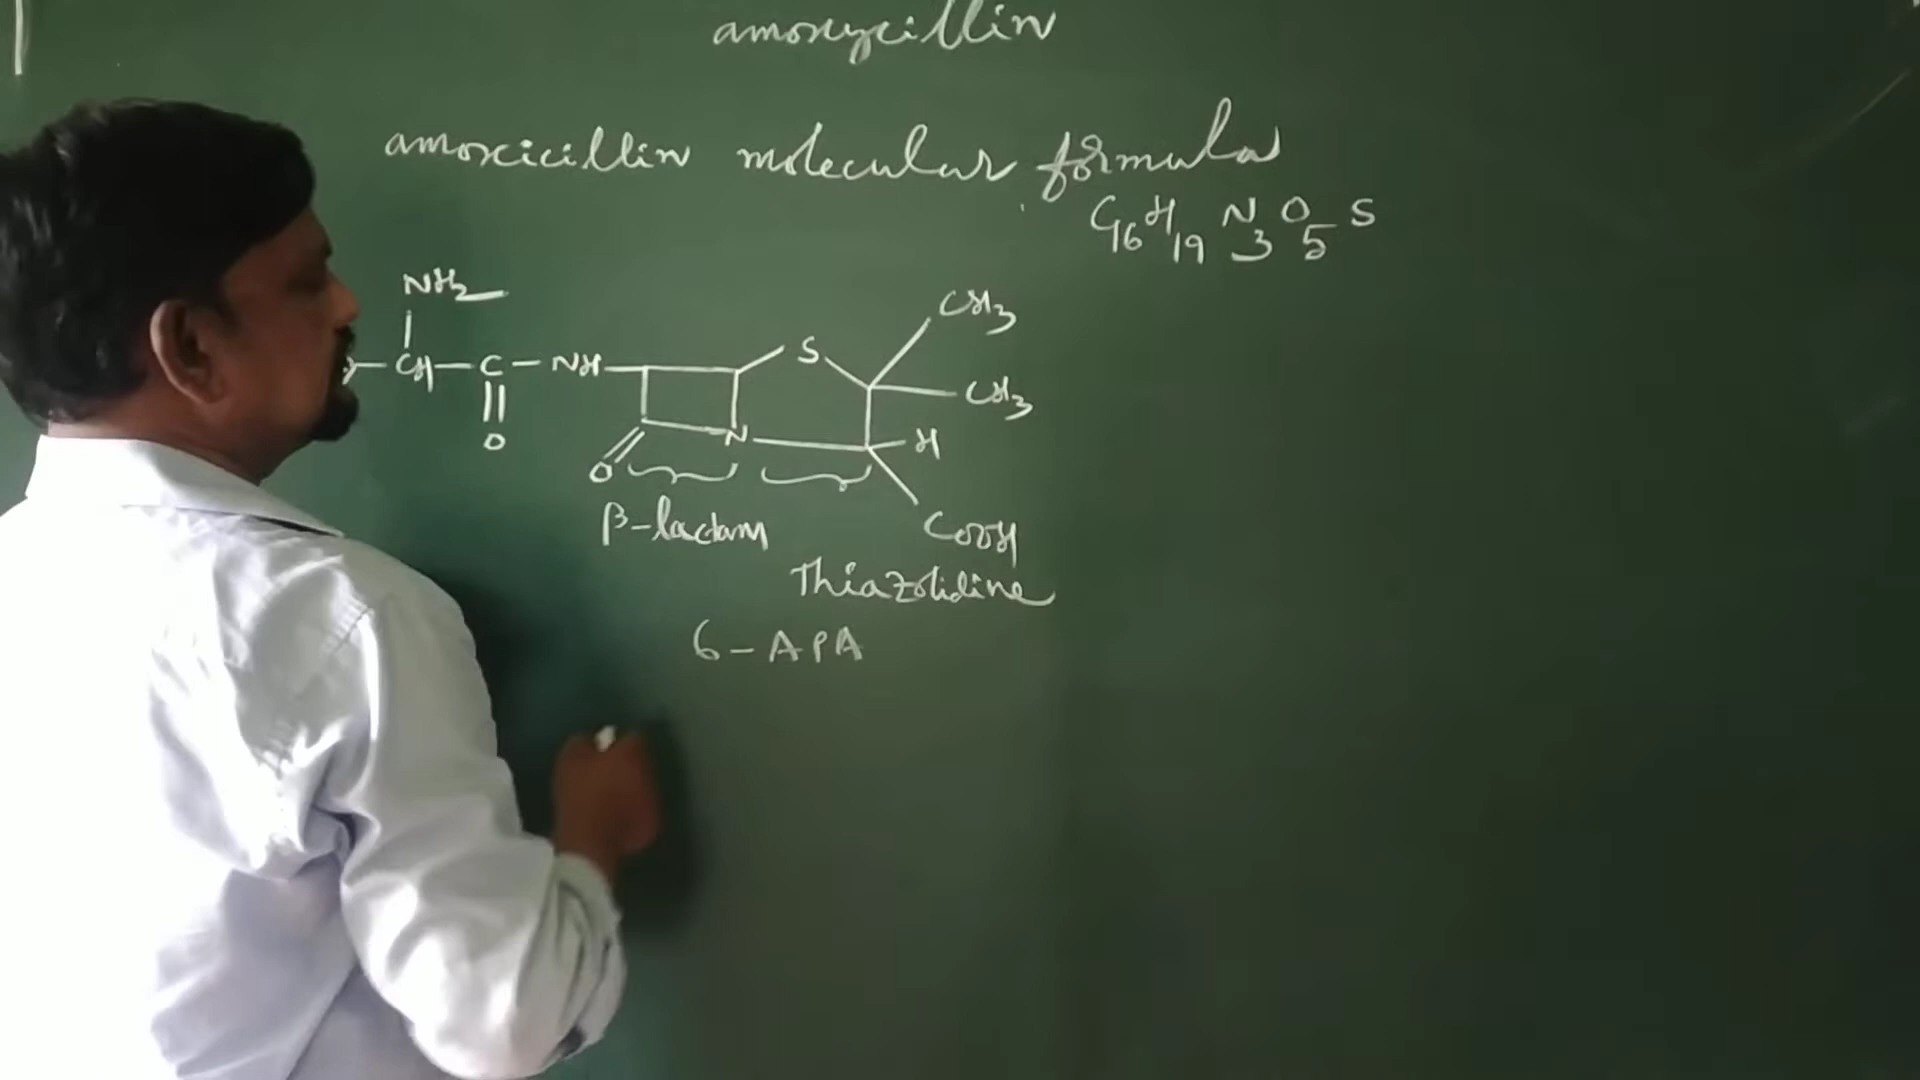 amoxycillin
amoxicillin molecular formula
C16H19N3O5S
NH2
CH3
CH – C – NH
S
CH3
O
N
H
O
β-lactam
COOH
Thiazolidine
6-APA